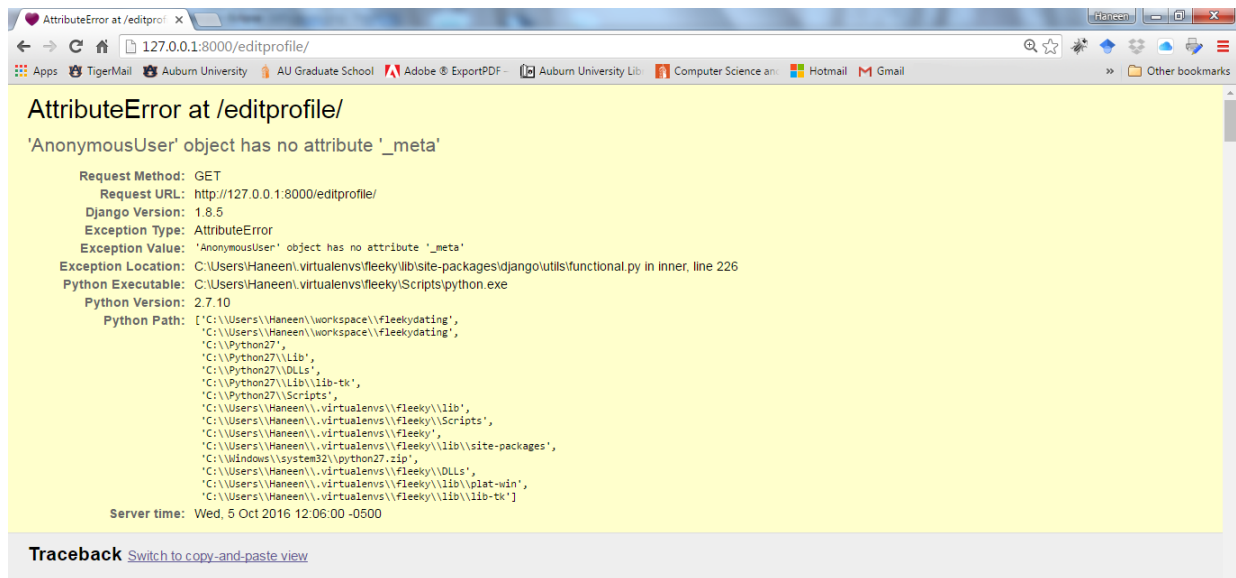 AttributeError at /editprof
Haneen
127.0.0.1:8000/editprofile/
Apps TigerMail Auburn University AU Graduate School Adobe ® ExportPDF - Auburn University Lib Computer Science an Hotmail Gmail » Other bookmarks
AttributeError at /editprofile/
'AnonymousUser' object has no attribute '_meta'
Request Method: GET
Request URL: http://127.0.0.1:8000/editprofile/
Django Version: 1.8.5
Exception Type: AttributeError
Exception Value: 'AnonymousUser' object has no attribute '_meta'
Exception Location: C:\Users\Haneen\.virtualenvs\fleeky\lib\site-packages\django\utils\functional.py in inner, line 226
Python Executable: C:\Users\Haneen\.virtualenvs\fleeky\Scripts\python.exe
Python Version: 2.7.10
Python Path: ['C:\\Users\\Haneen\\workspace\\fleekydating',
'C:\\Users\\Haneen\\workspace\\fleekydating',
'C:\\Python27',
'C:\\Python27\\Lib',
'C:\\Python27\\DLLs',
'C:\\Python27\\Lib\\lib-tk',
'C:\\Python27\\Scripts',
'C:\\Users\\Haneen\\.virtualenvs\\fleeky\\lib',
'C:\\Users\\Haneen\\.virtualenvs\\fleeky\\Scripts',
'C:\\Users\\Haneen\\.virtualenvs\\fleeky',
'C:\\Users\\Haneen\\.virtualenvs\\fleeky\\lib\\site-packages',
'C:\\Windows\\system32\\python27.zip',
'C:\\Users\\Haneen\\.virtualenvs\\fleeky\\DLLs',
'C:\\Users\\Haneen\\.virtualenvs\\fleeky\\lib\\plat-win',
'C:\\Users\\Haneen\\.virtualenvs\\fleeky\\lib\\lib-tk']
Server time: Wed, 5 Oct 2016 12:06:00 -0500
Traceback Switch to copy-and-paste view